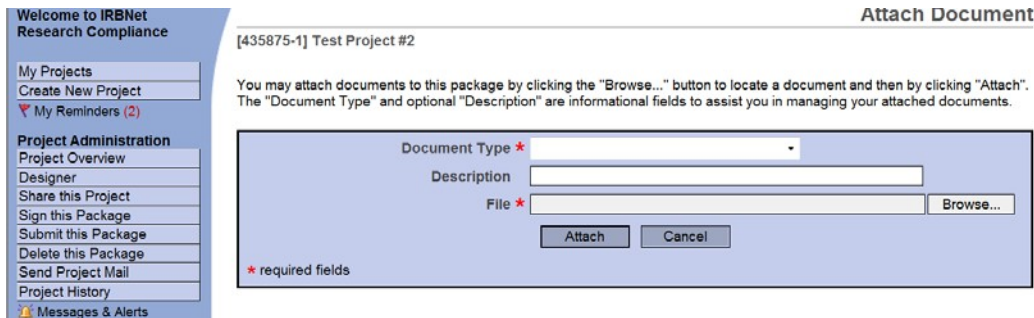 Welcome to IRBNet
Research Compliance
My Projects
Create New Project
My Reminders (2)
Project Administration
Project Overview
Designer
Share this Project
Sign this Package
Submit this Package
Delete this Package
Send Project Mail
Project History
Messages & Alerts
Attach Document
[435875-1] Test Project #2
You may attach documents to this package by clicking the "Browse..." button to locate a document and then by clicking "Attach".
The "Document Type" and optional "Description" are informational fields to assist you in managing your attached documents.
Document Type *
Description
File *
Browse...
Attach
Cancel
* required fields